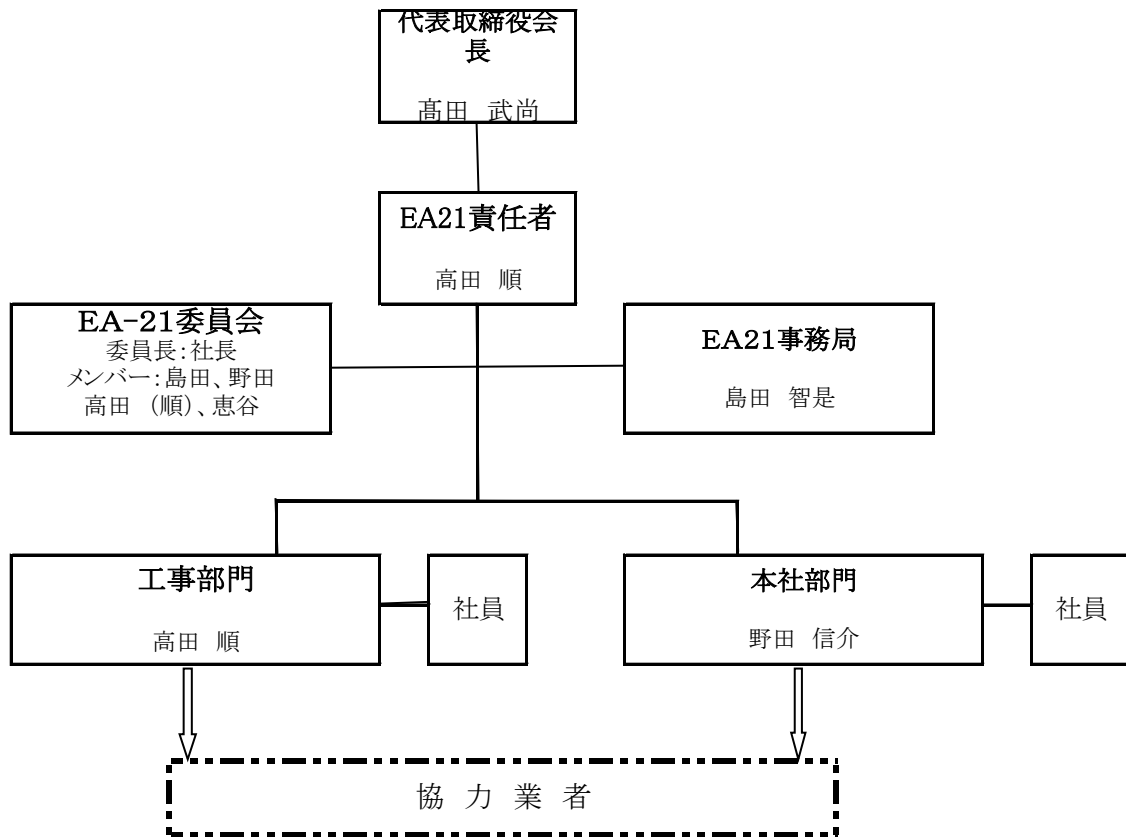 代表取締役会
長
髙田 武尚
EA21責任者
高田 順
EA-21委員会
委員長:社長
メンバー:島田、野田
高田 (順)、恵谷
EA21事務局
島田 智是
工事部門
高田 順
社員
本社部門
野田 信介
社員
協 力 業 者